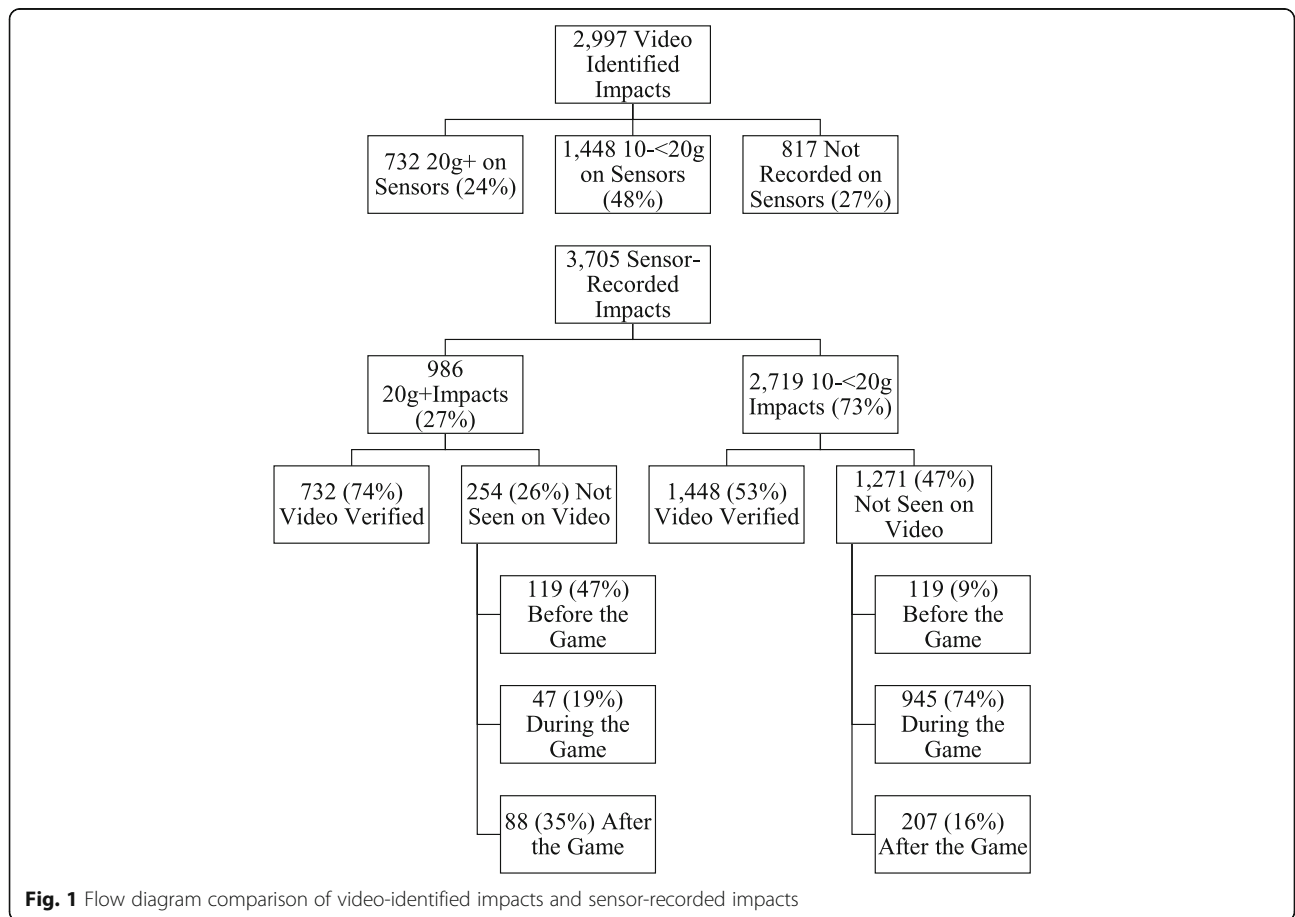 2,997 Video
Identified
Impacts
732 20g+ on
Sensors (24%)
1,448 10-<20g
on Sensors
(48%)
817 Not
Recorded on
Sensors (27%)
3,705 Sensor-
Recorded
Impacts
986
20g+Impacts
(27%)
2,719 10-<20g
Impacts (73%)
732 (74%)
Video Verified
254 (26%) Not
Seen on Video
1,448 (53%)
Video Verified
1,271 (47%)
Not Seen on
Video
119 (47%)
Before the
Game
47 (19%)
During the
Game
88 (35%) After
the Game
119 (9%)
Before the
Game
945 (74%)
During the
Game
207 (16%)
After the Game
Fig. 1 Flow diagram comparison of video-identified impacts and sensor-recorded impacts